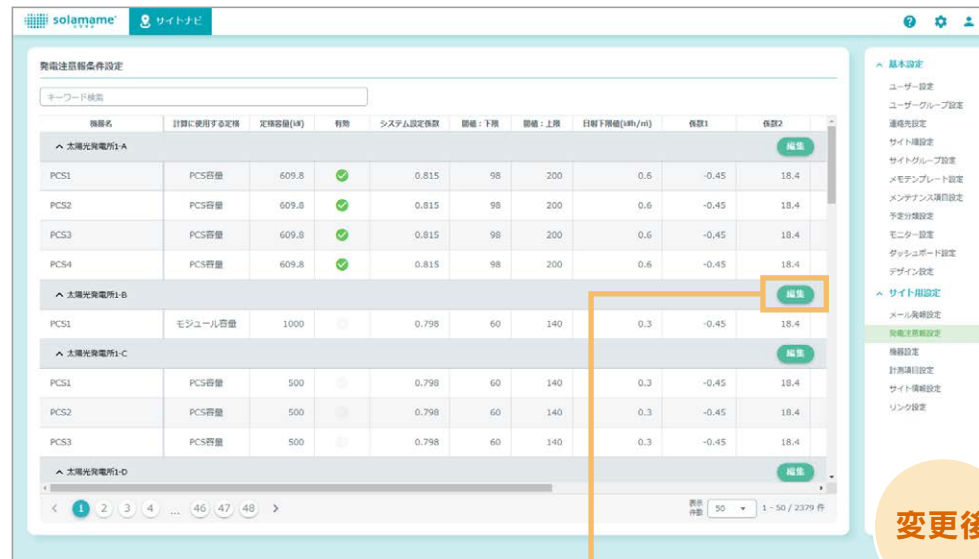 solamame
ソラマメ
サイトナビ
発電注意報条件設定
キーワード検索
機器名 計算に使用する定格 定格容量(kW) 有効 システム設定係数 閾値：下限 閾値：上限 日射下限値(kWh/㎡) 係数1 係数2
太陽光発電所1-A 編集
PCS1 PCS容量 609.8 0.815 98 200 0.6 -0.45 18.4
PCS2 PCS容量 609.8 0.815 98 200 0.6 -0.45 18.4
PCS3 PCS容量 609.8 0.815 98 200 0.6 -0.45 18.4
PCS4 PCS容量 609.8 0.815 98 200 0.6 -0.45 18.4
太陽光発電所1-B 編集
PCS1 モジュール容量 1000 0.798 60 140 0.3 -0.45 18.4
太陽光発電所1-C 編集
PCS1 PCS容量 500 0.798 60 140 0.3 -0.45 18.4
PCS2 PCS容量 500 0.798 60 140 0.3 -0.45 18.4
PCS3 PCS容量 500 0.798 60 140 0.3 -0.45 18.4
太陽光発電所1-D 編集
1 2 3 4 ... 46 47 48
表示件数 50 1 - 50 / 2379 件
基本設定
ユーザー設定
ユーザーグループ設定
連絡先設定
サイト順設定
サイトグループ設定
メモテンプレート設定
メンテナンス項目設定
予定分類設定
モニター設定
ダッシュボード設定
デザイン設定
サイト用設定
メール発報設定
発電注意報設定
機器設定
計測項目設定
サイト情報設定
リンク設定
変更後